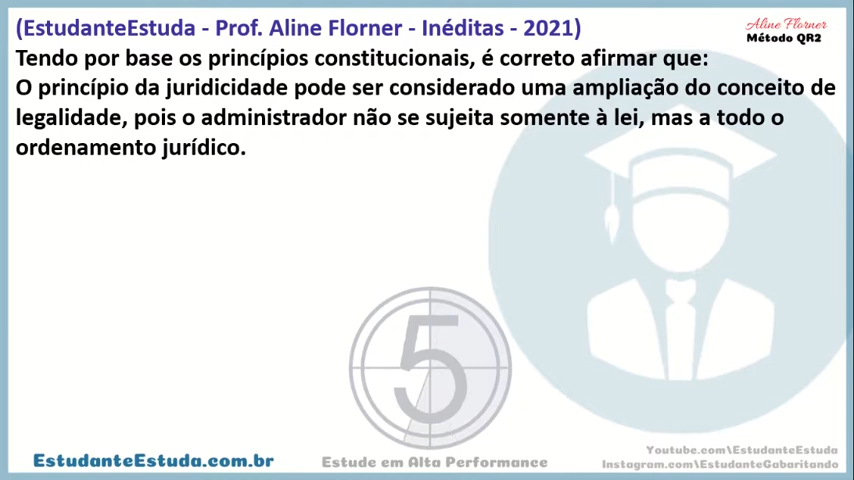 (EstudanteEstuda - Prof. Aline Florner - Inéditas - 2021)
Aline Florner
Método QR2
Tendo por base os princípios constitucionais, é correto afirmar que:
O princípio da juridicidade pode ser considerado uma ampliação do conceito de
legalidade, pois o administrador não se sujeita somente à lei, mas a todo o
ordenamento jurídico.
5
EstudanteEstuda.com.br
Estude em Alta Performance
Youtube.com\EstudanteEstuda
Instagram.com\EstudanteGabaritando